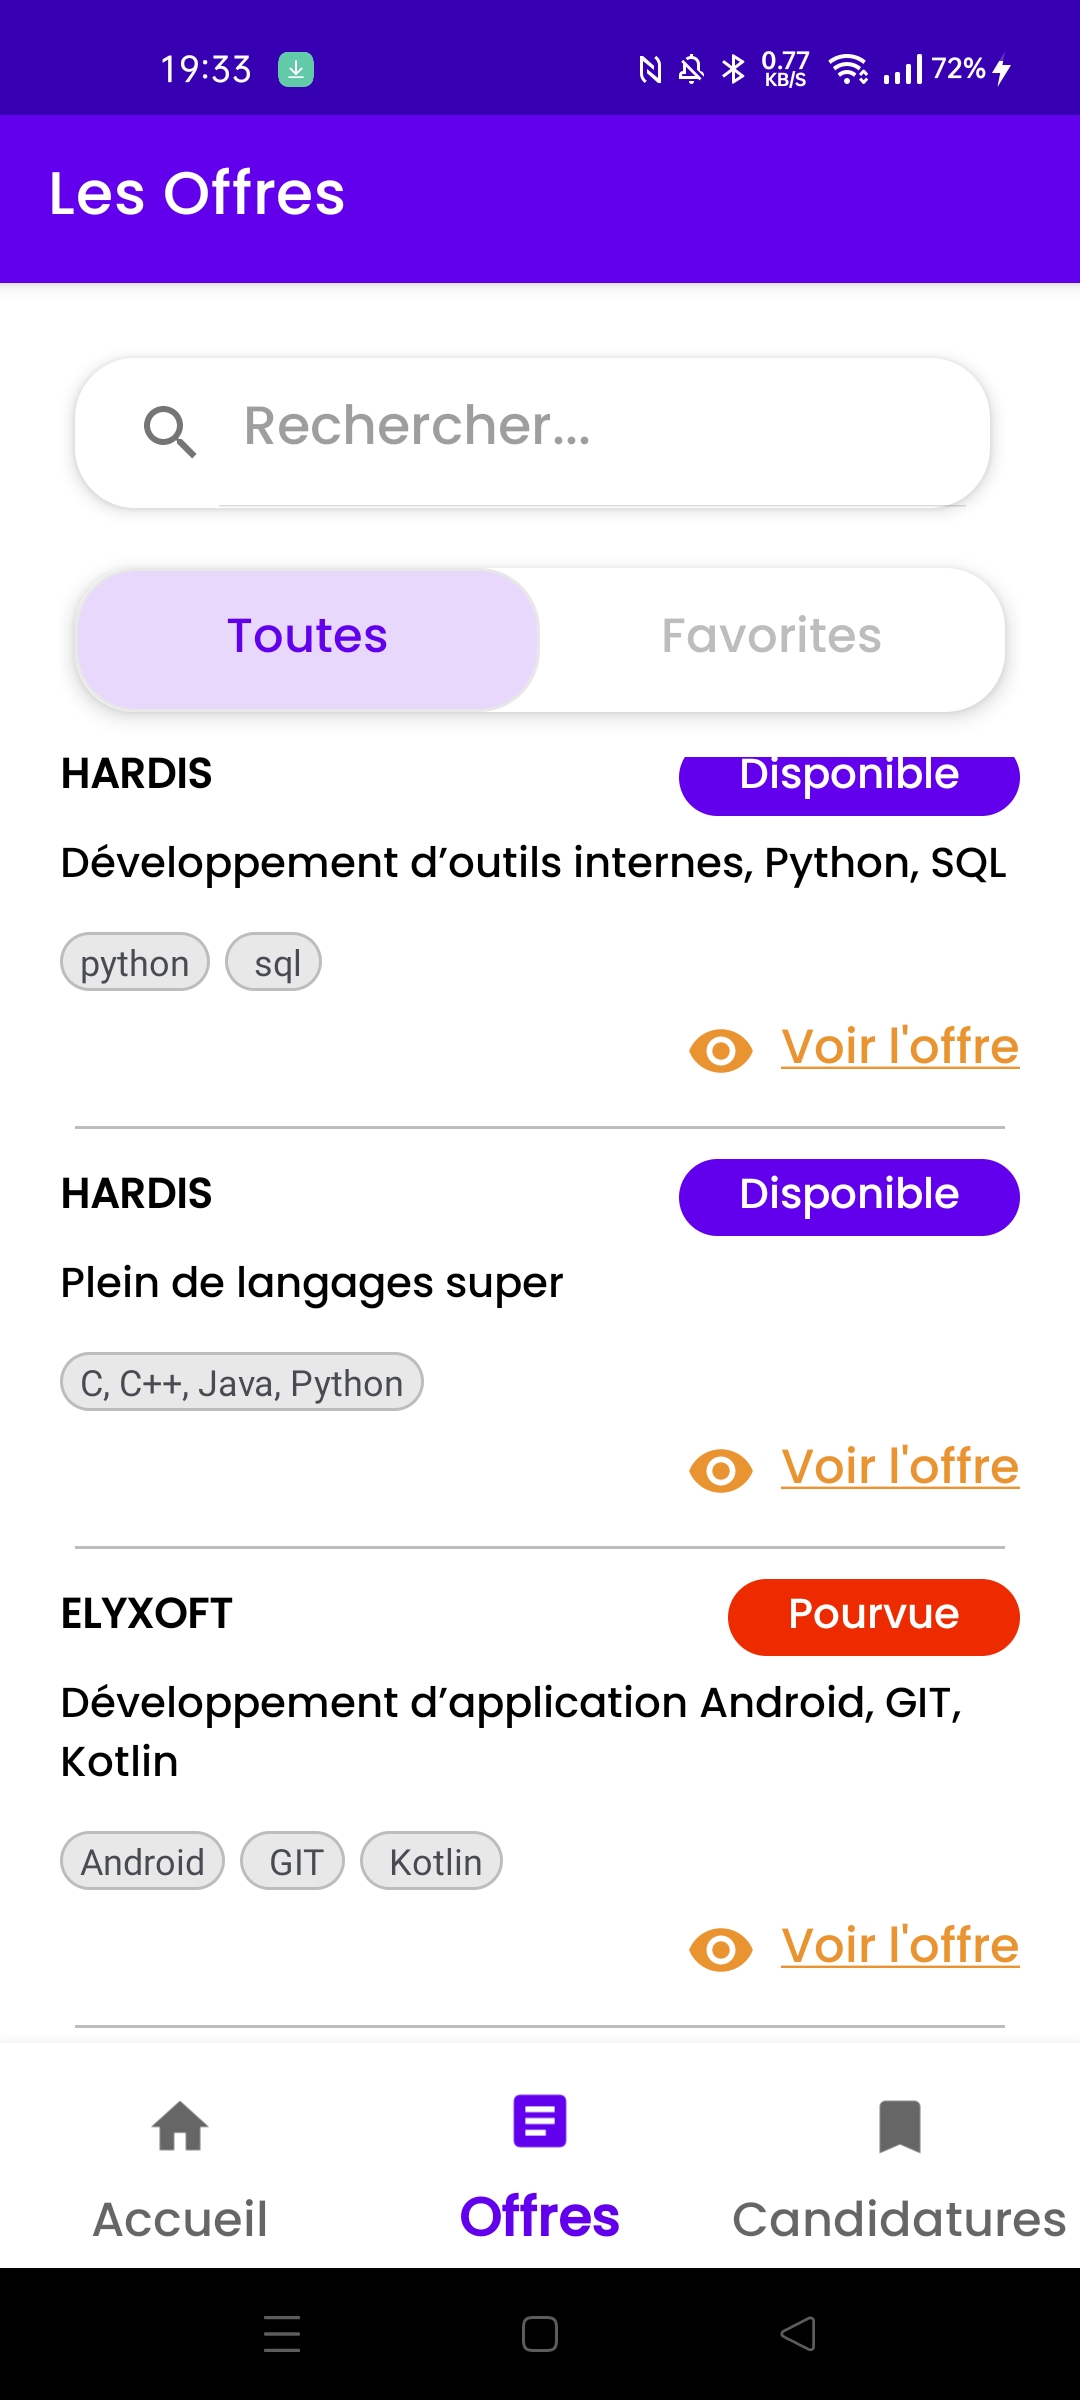 19:33 0.77 KB/S 72%
Les Offres
Rechercher...
Toutes Favorites
HARDIS Disponible
Développement d’outils internes, Python, SQL
python sql
Voir l'offre
HARDIS Disponible
Plein de langages super
C, C++, Java, Python
Voir l'offre
ELYXOFT Pourvue
Développement d’application Android, GIT,
Kotlin
Android GIT Kotlin
Voir l'offre
Accueil Offres Candidatures